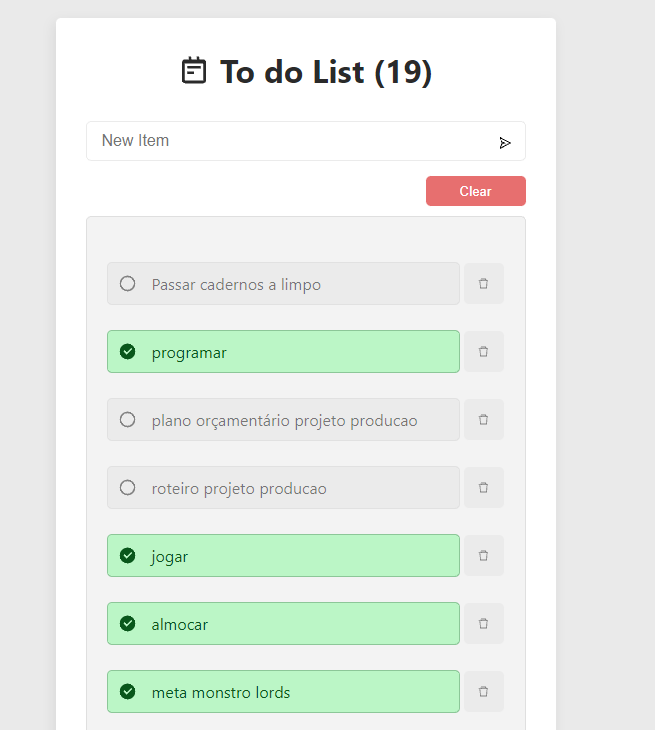 To do List (19)
New Item
Clear
Passar cadernos a limpo
programar
plano orçamentário projeto producao
roteiro projeto producao
jogar
almocar
meta monstro lords